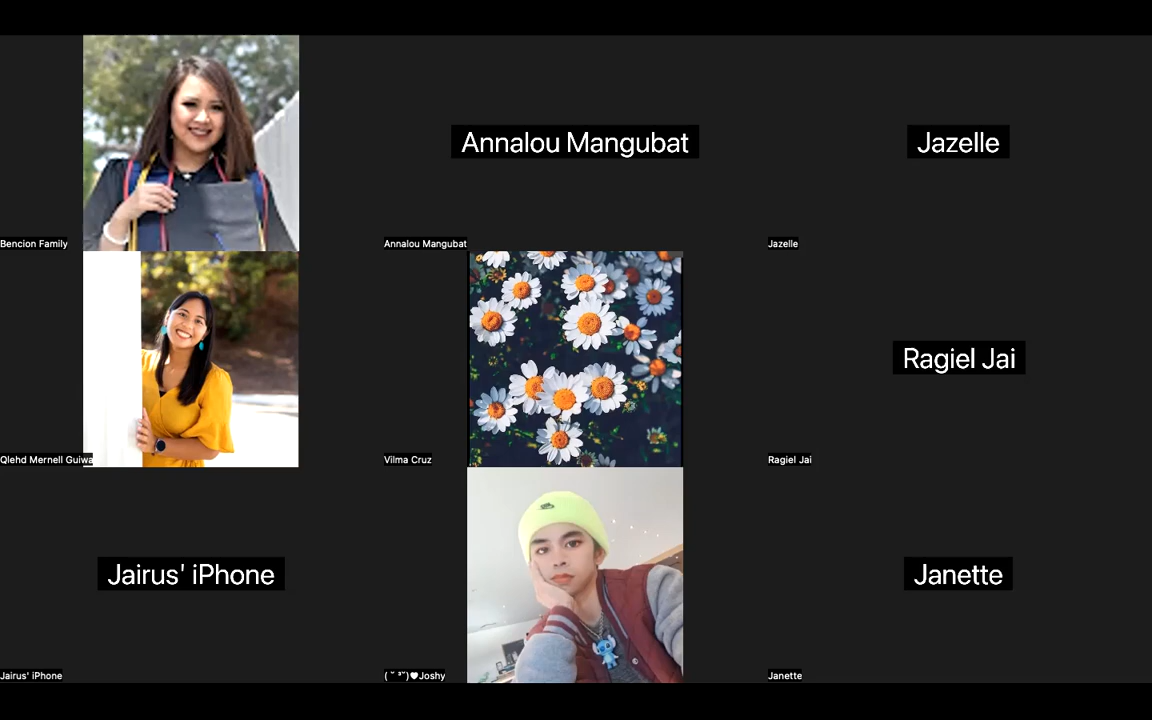 Annalou Mangubat
Jazelle
Bencion Family
Annalou Mangubat
Jazelle
Ragiel Jai
Qlehd Mernell Guiwa
Vilma Cruz
Ragiel Jai
Jairus' iPhone
Janette
Jairus' iPhone
( ˘ ³˘)♥Joshy
Janette